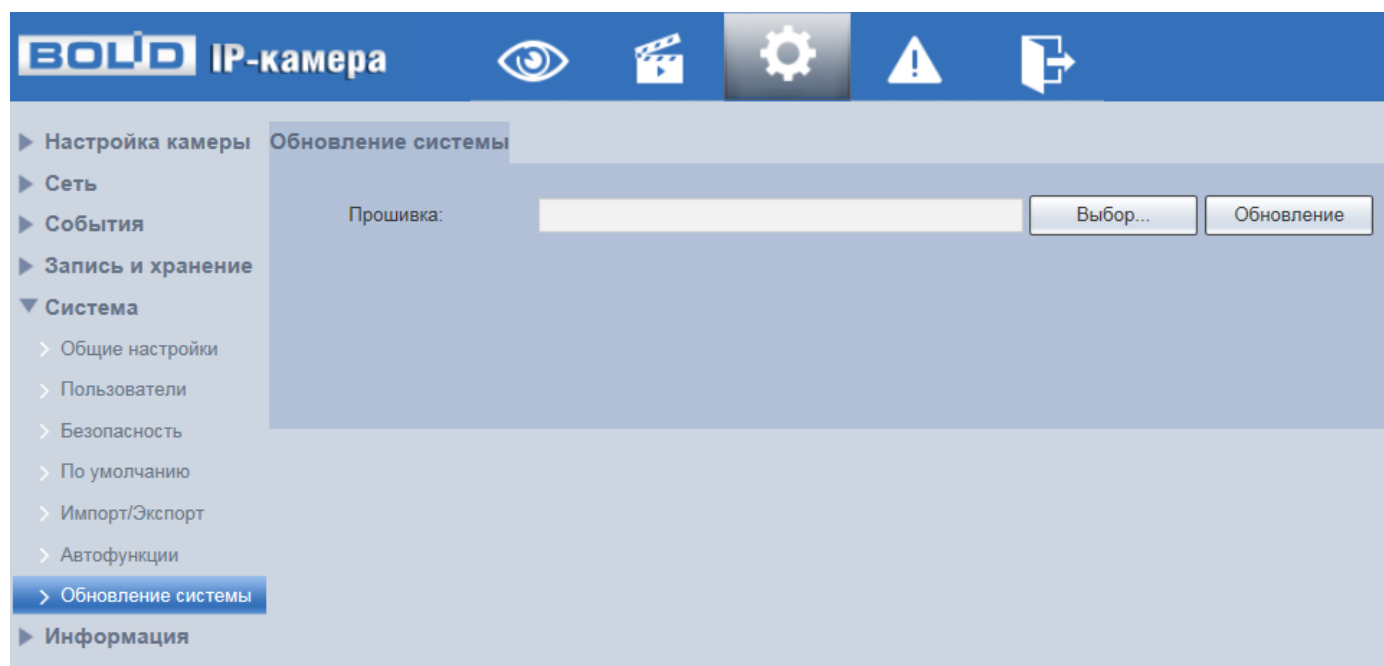 BOLID IP-камера
Настройка камеры
Сеть
События
Запись и хранение
Система
Общие настройки
Пользователи
Безопасность
По умолчанию
Импорт/Экспорт
Автофункции
Обновление системы
Информация
Обновление системы
Прошивка: Выбор... Обновление